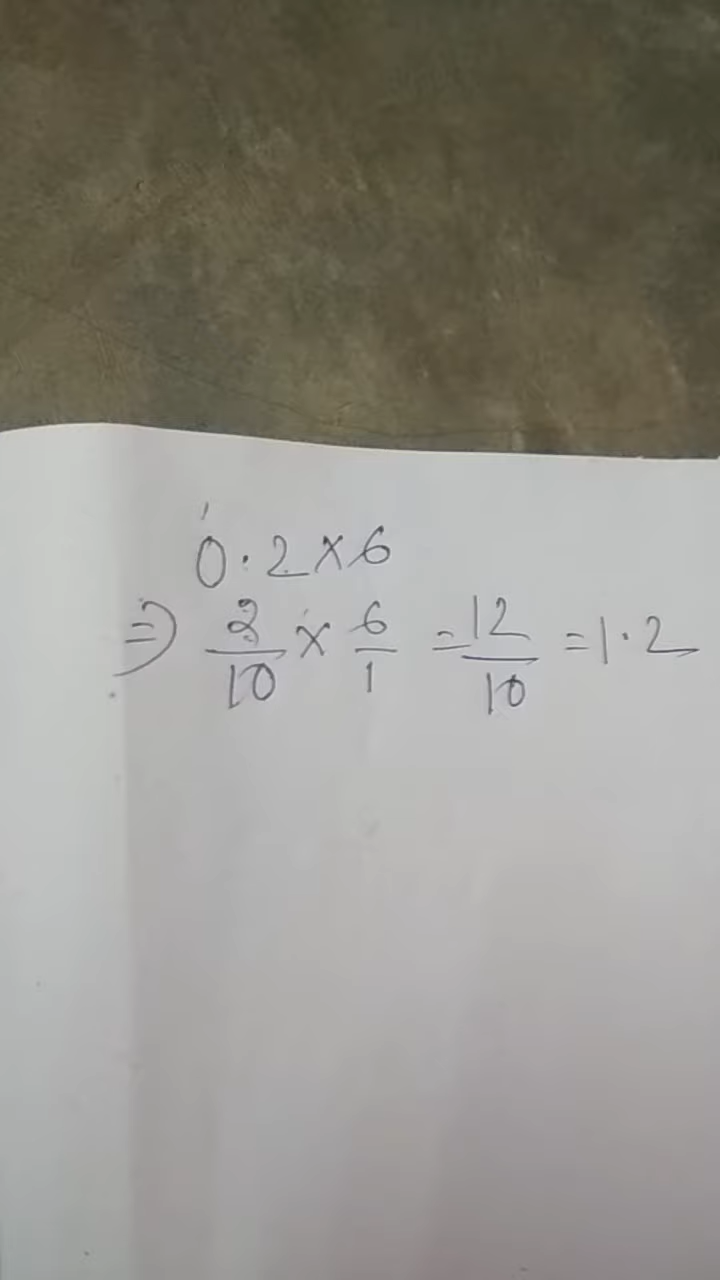 0.2×6
⇒ 2/10 × 6/1 = 12/10 = 1.2